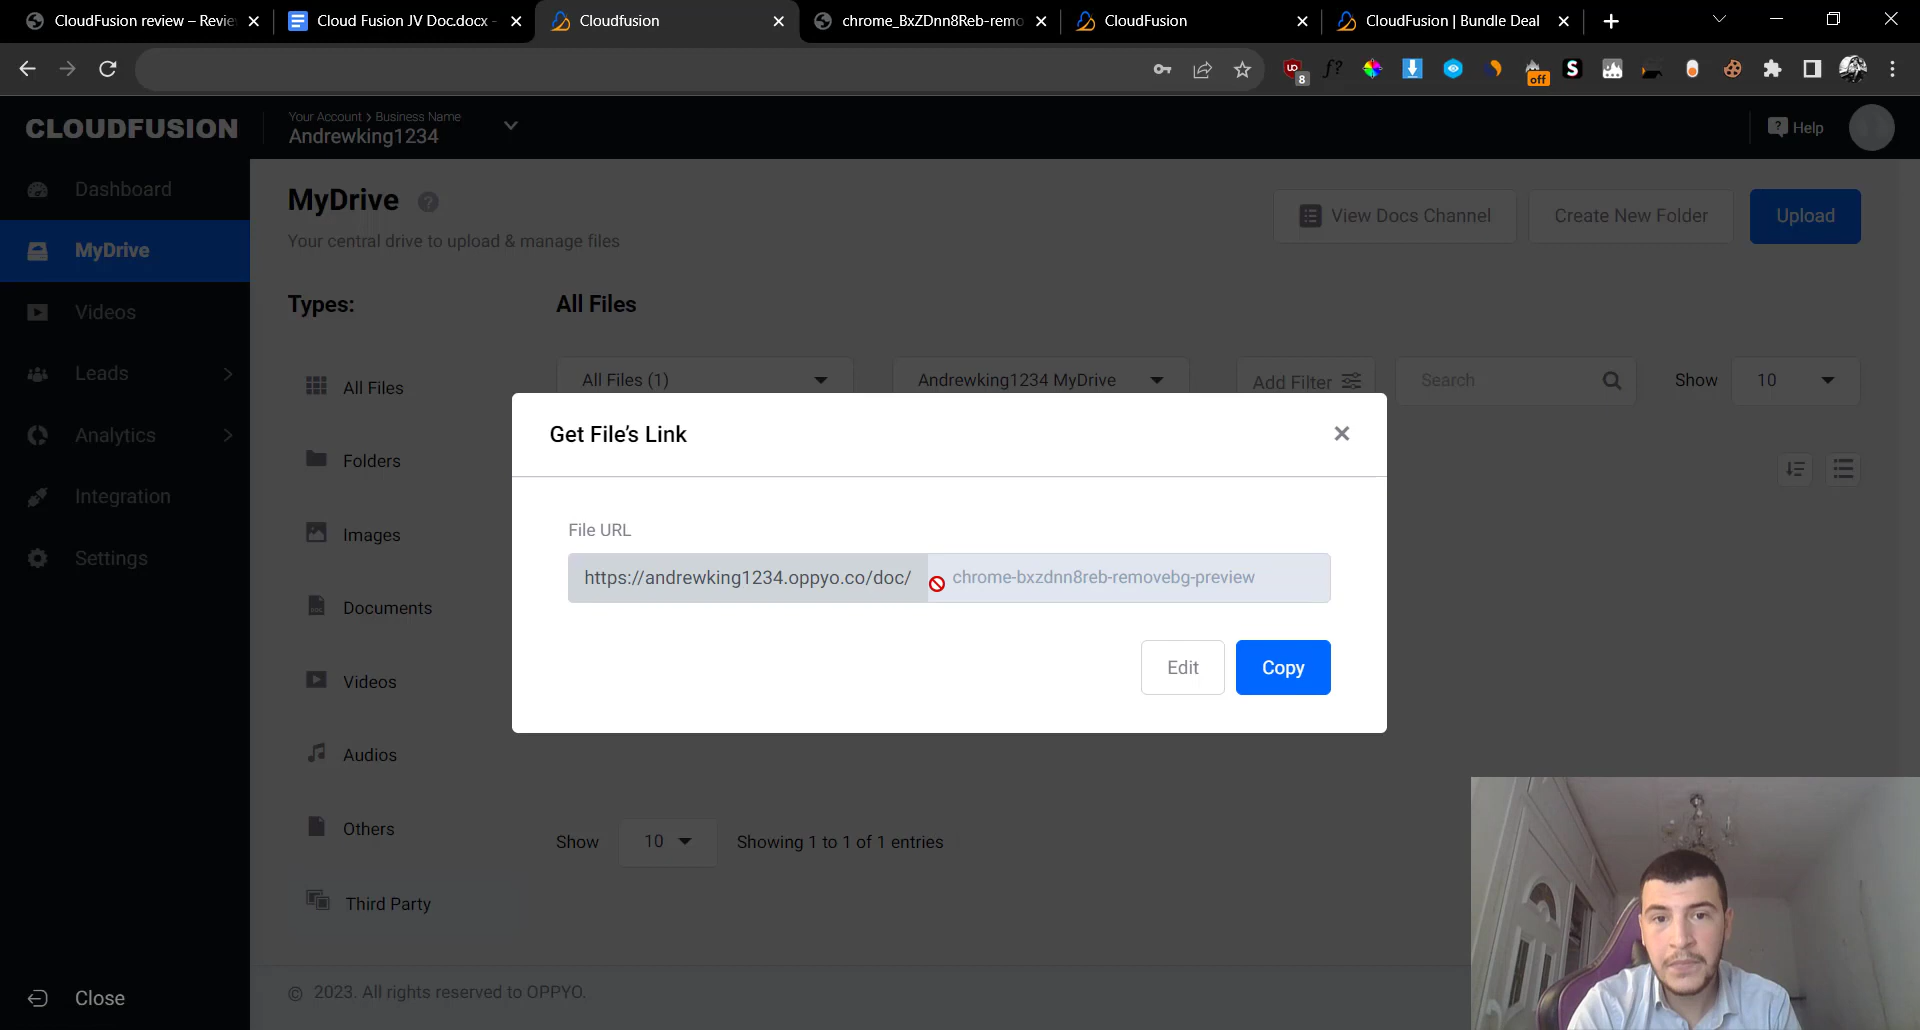 CloudFusion review – Revie
Cloud Fusion JV Doc.docx -
Cloudfusion
chrome_BxZDnn8Reb-remo
CloudFusion
CloudFusion | Bundle Deal
8
f?
off
S
CLOUDFUSION
Your Account > Business Name
Andrewking1234
Help
Dashboard
MyDrive
Videos
Leads
Analytics
Integration
Settings
Close
MyDrive
Your central drive to upload & manage files
View Docs Channel
Create New Folder
Upload
Types:
All Files
Folders
Images
Documents
Videos
Audios
Others
Third Party
All Files
All Files (1)
Andrewking1234 MyDrive
Add Filter
Search
Show
10
Get File's Link
File URL
https://andrewking1234.oppyo.co/doc/
chrome-bxzdnn8reb-removebg-preview
Edit
Copy
Show
10
Showing 1 to 1 of 1 entries
© 2023. All rights reserved to OPPYO.